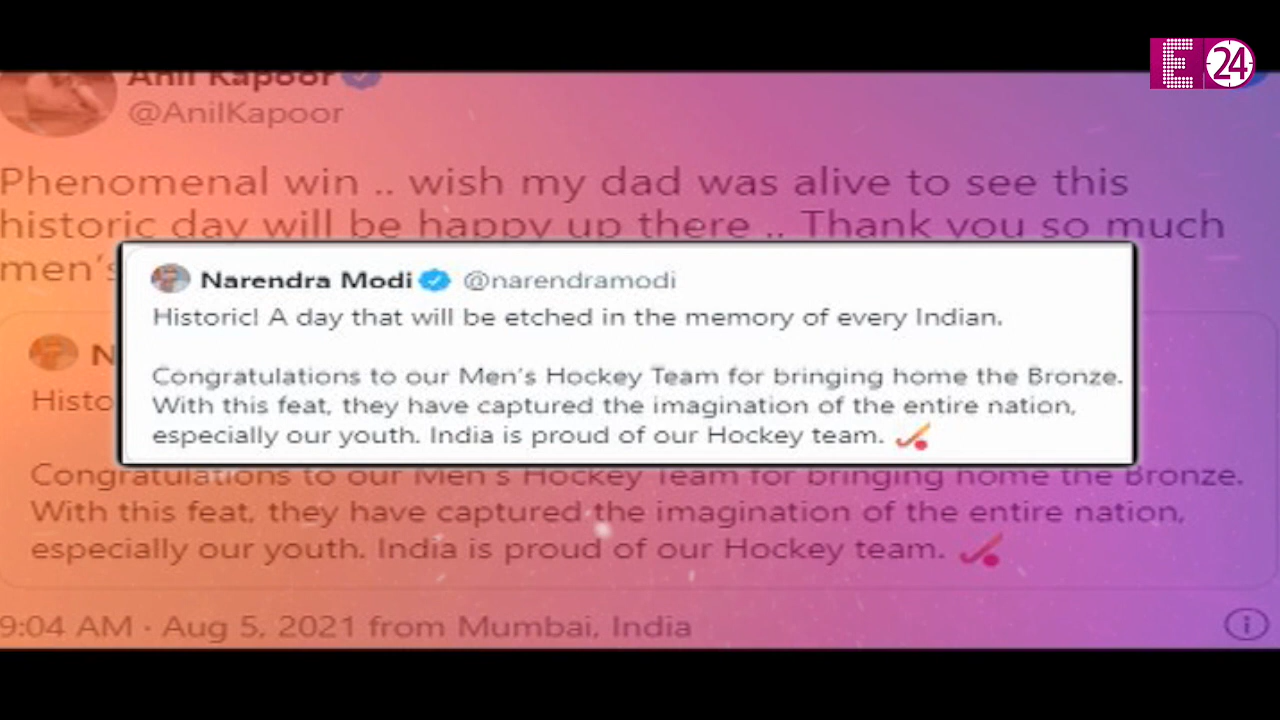 E 24
Anil Kapoor
@AnilKapoor
Phenomenal win .. wish my dad was alive to see this
historic day will be happy up there .. Thank you so much
men's
Narendra Modi @narendramodi
Historic! A day that will be etched in the memory of every Indian.
Congratulations to our Men's Hockey Team for bringing home the Bronze.
With this feat, they have captured the imagination of the entire nation,
especially our youth. India is proud of our Hockey team.
N
Histo
Congratulations to our Men's Hockey Team for bringing home the Bronze.
With this feat, they have captured the imagination of the entire nation,
especially our youth. India is proud of our Hockey team.
9:04 AM · Aug 5, 2021 from Mumbai, India